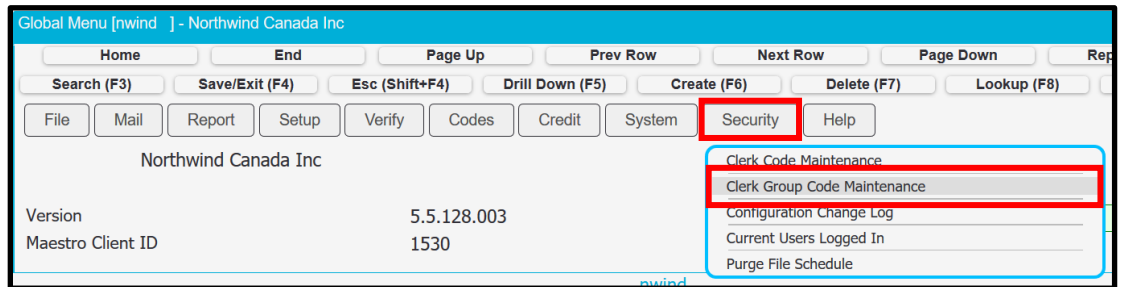 Global Menu [nwind ] - Northwind Canada Inc
Home End Page Up Prev Row Next Row Page Down Rep
Search (F3) Save/Exit (F4) Esc (Shift+F4) Drill Down (F5) Create (F6) Delete (F7) Lookup (F8)
File Mail Report Setup Verify Codes Credit System Security Help
Northwind Canada Inc
Clerk Code Maintenance
Clerk Group Code Maintenance
Configuration Change Log
Current Users Logged In
Purge File Schedule
Version 5.5.128.003
Maestro Client ID 1530
nwind